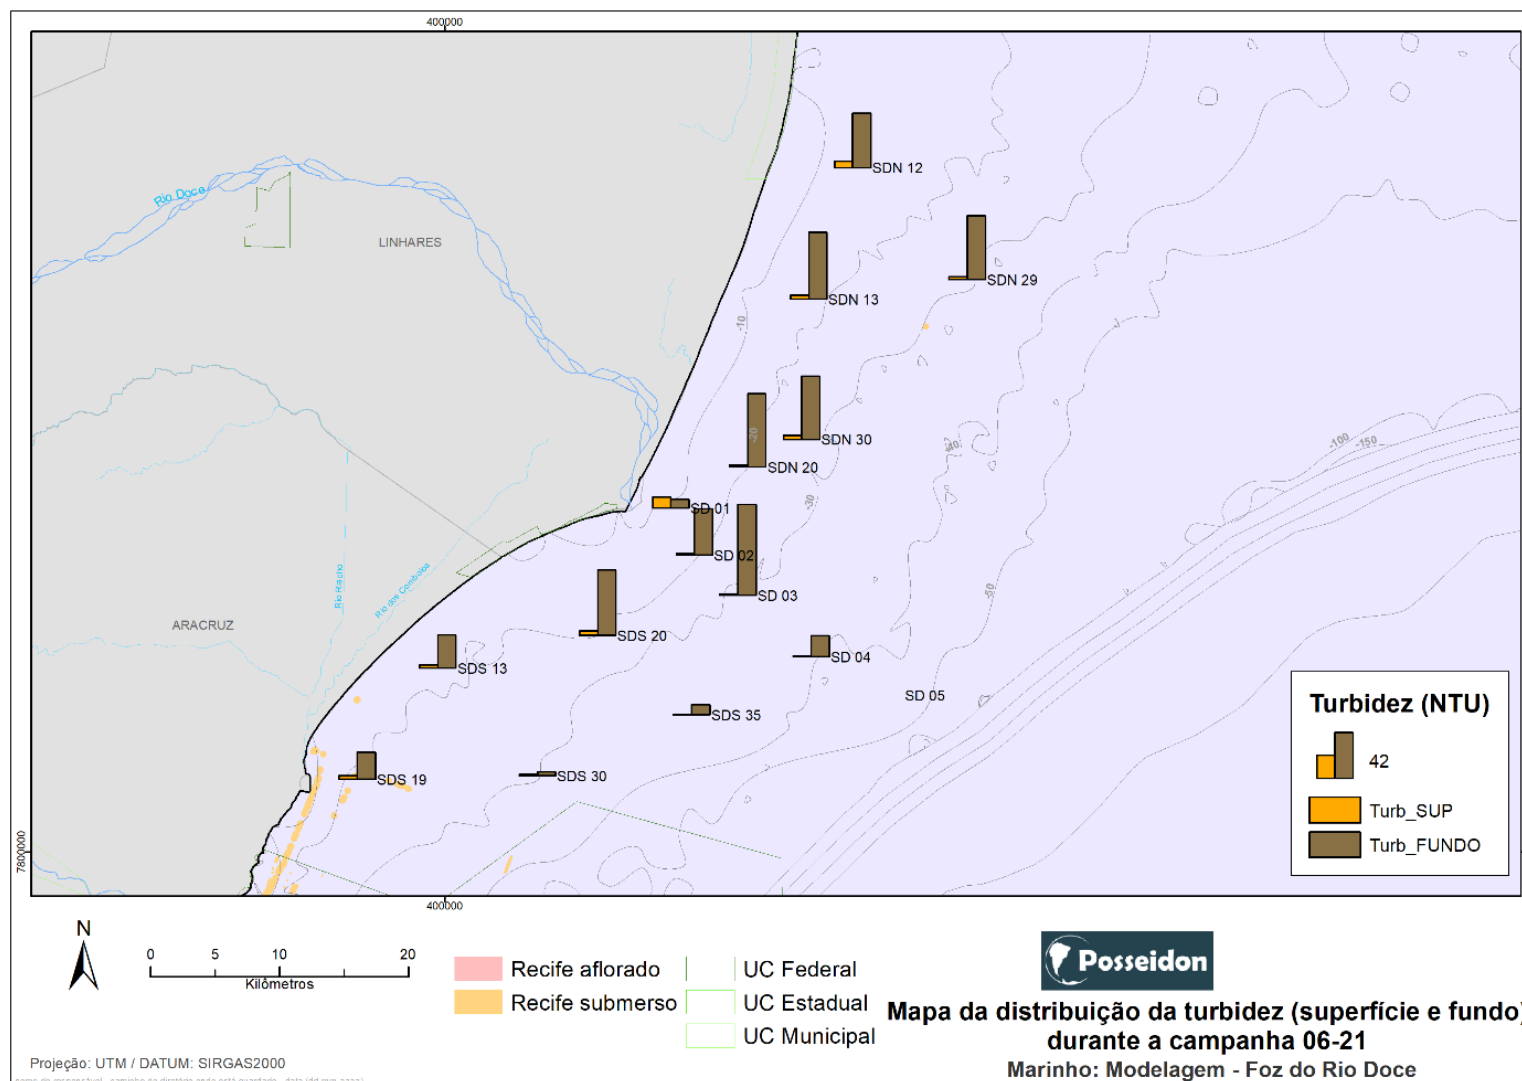 400000
SDN 12
Rio Doce
LINHARES
SDN 29
SDN 13
-10
SDN 30
-20
-40
-100
-150
SDN 20
-30
SD 01
SD 02
Rio Riacho
SD 03
-50
ARACRUZ
SDS 20
SD 04
SDS 13
SD 05
SDS 35
Turbidez (NTU)
42
SDS 19
SDS 30
Turb_SUP
Turb_FUNDO
7800000
400000
N
0 10 20
Kilômetros
Recife aflorado
Recife submerso
UC Federal
UC Estadual
UC Municipal
Posseidon
Mapa da distribuição da turbidez (superfície e fundo)
durante a campanha 06-21
Marinho: Modelagem - Foz do Rio Doce
Projeção: UTM / DATUM: SIRGAS2000